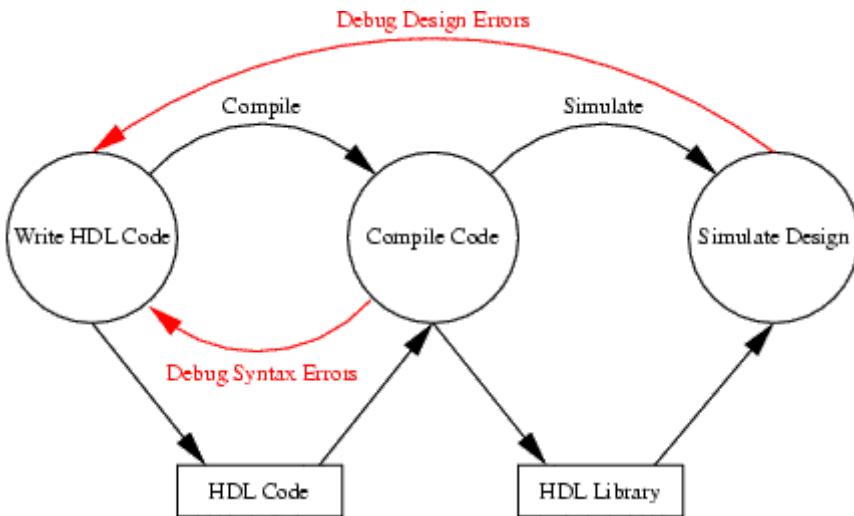 Debug Design Errors
Compile
Simulate
Write HDL Code
Compile Code
Simulate Design
Debug Syntax Errors
HDL Code
HDL Library